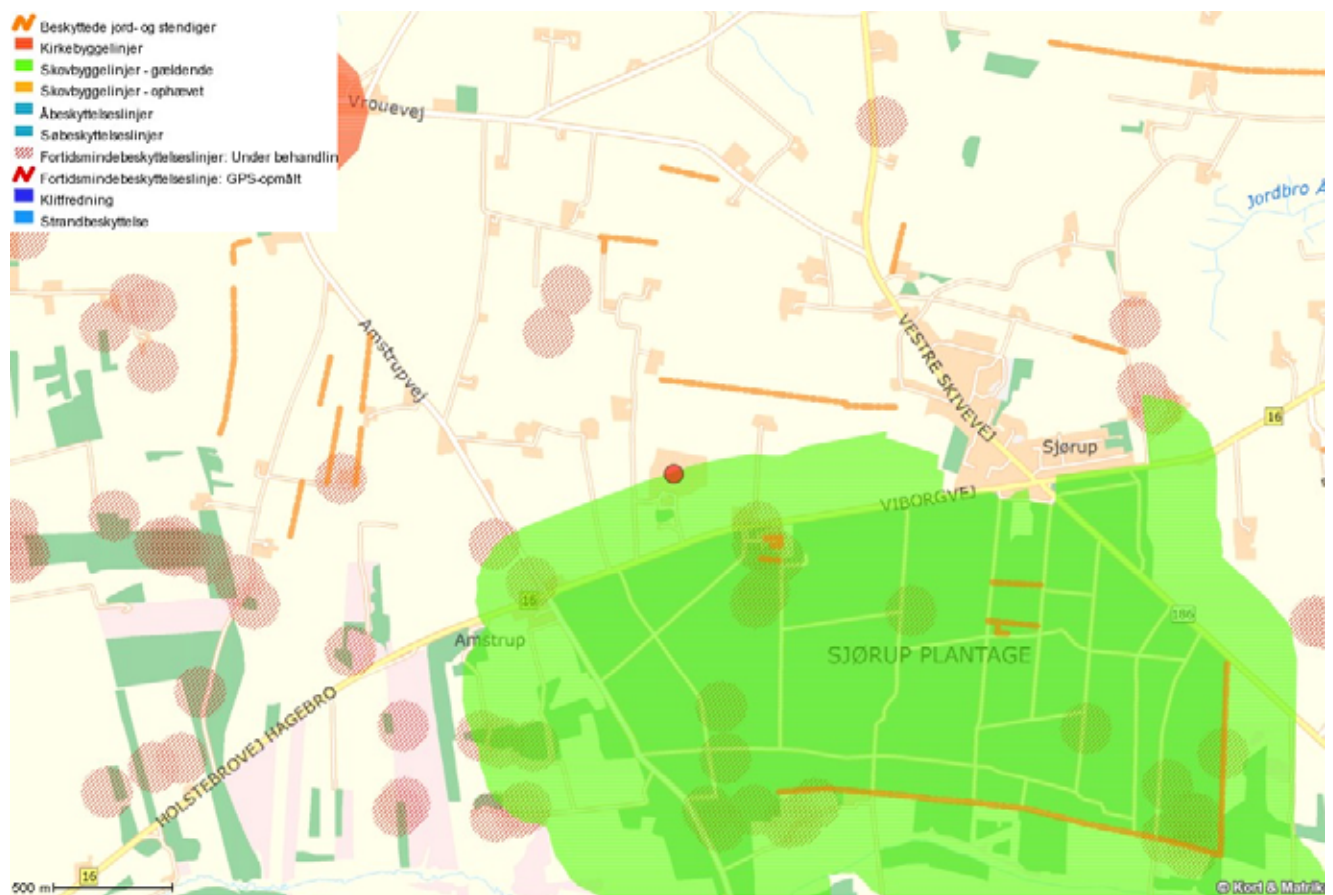 Beskyttede jord- og stendiger
Kirkebyggelinjer
Skovbyggelinjer - gældende
Skovbyggelinjer - ophævet
Åbeskyttelseslinjer
Søbeskyttelseslinjer
Fortidsmindebeskyttelseslinjer: Under behandlin
Fortidsmindebeskyttelseslinje: GPS-opmålt
Klitfredning
Strandbeskyttelse
Vrouevej
Jordbro A
Amstrupvej
VESTRE SKIVEVEJ
16
Sjørup
VIBORGVEJ
16
186
Amstrup
SJØRUP PLANTAGE
HOLSTEBROVEJ HAGEBRO
16
500 m
© Kort & Matrik